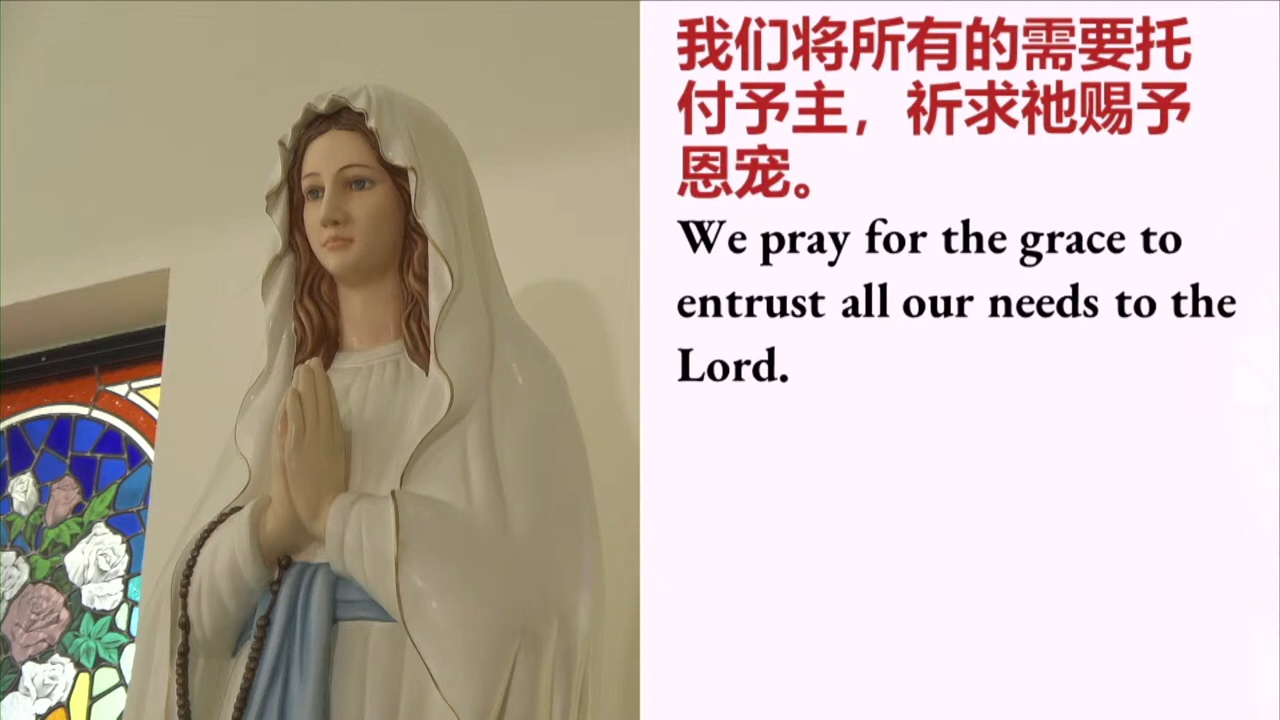 我们将所有的需要托
付予主，祈求祂赐予
恩宠。
We pray for the grace to
entrust all our needs to the
Lord.